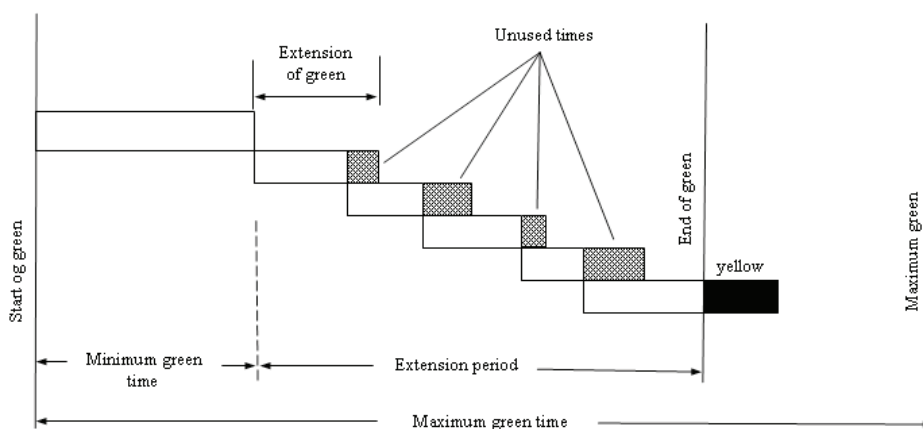 Unused times
Extension
of green
Start og green
End of green
Maximum green
yellow
Minimum green
time
Extension period
Maximum green time